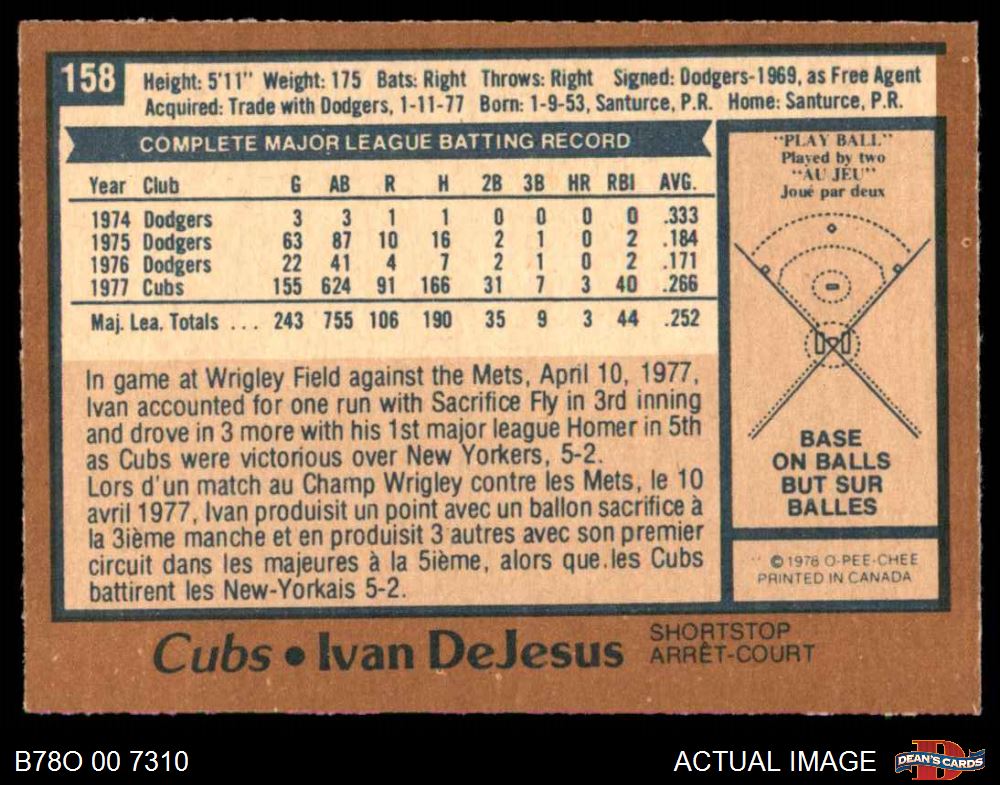 158
Height: 5'11" Weight: 175 Bats: Right Throws: Right Signed: Dodgers-1969, as Free Agent
Acquired: Trade with Dodgers, 1-11-77 Born: 1-9-53, Santurce, P.R. Home: Santurce, P.R.
COMPLETE MAJOR LEAGUE BATTING RECORD
Year Club G AB R H 2B 3B HR RBI AVG.
1974 Dodgers 3 3 1 1 0 0 0 0 .333
1975 Dodgers 63 87 10 16 2 1 0 2 .184
1976 Dodgers 22 41 4 7 2 1 0 2 .171
1977 Cubs 155 624 91 166 31 7 3 40 .266
Maj. Lea. Totals ... 243 755 106 190 35 9 3 44 .252
In game at Wrigley Field against the Mets, April 10, 1977,
Ivan accounted for one run with Sacrifice Fly in 3rd inning
and drove in 3 more with his 1st major league Homer in 5th
as Cubs were victorious over New Yorkers, 5-2.
Lors d'un match au Champ Wrigley contre les Mets, le 10
avril 1977, Ivan produisit un point avec un ballon sacrifice à
la 3ième manche et en produisit 3 autres avec son premier
circuit dans les majeures à la 5ième, alors que les Cubs
battirent les New-Yorkais 5-2.
"PLAY BALL"
Played by two
"AU JEU"
Joué par deux
BASE
ON BALLS
BUT SUR
BALLES
© 1978 O-PEE-CHEE
PRINTED IN CANADA
Cubs • Ivan DeJesus
SHORTSTOP
ARRÊT-COURT
B78O 00 7310
ACTUAL IMAGE
D
DEAN'S CARDS